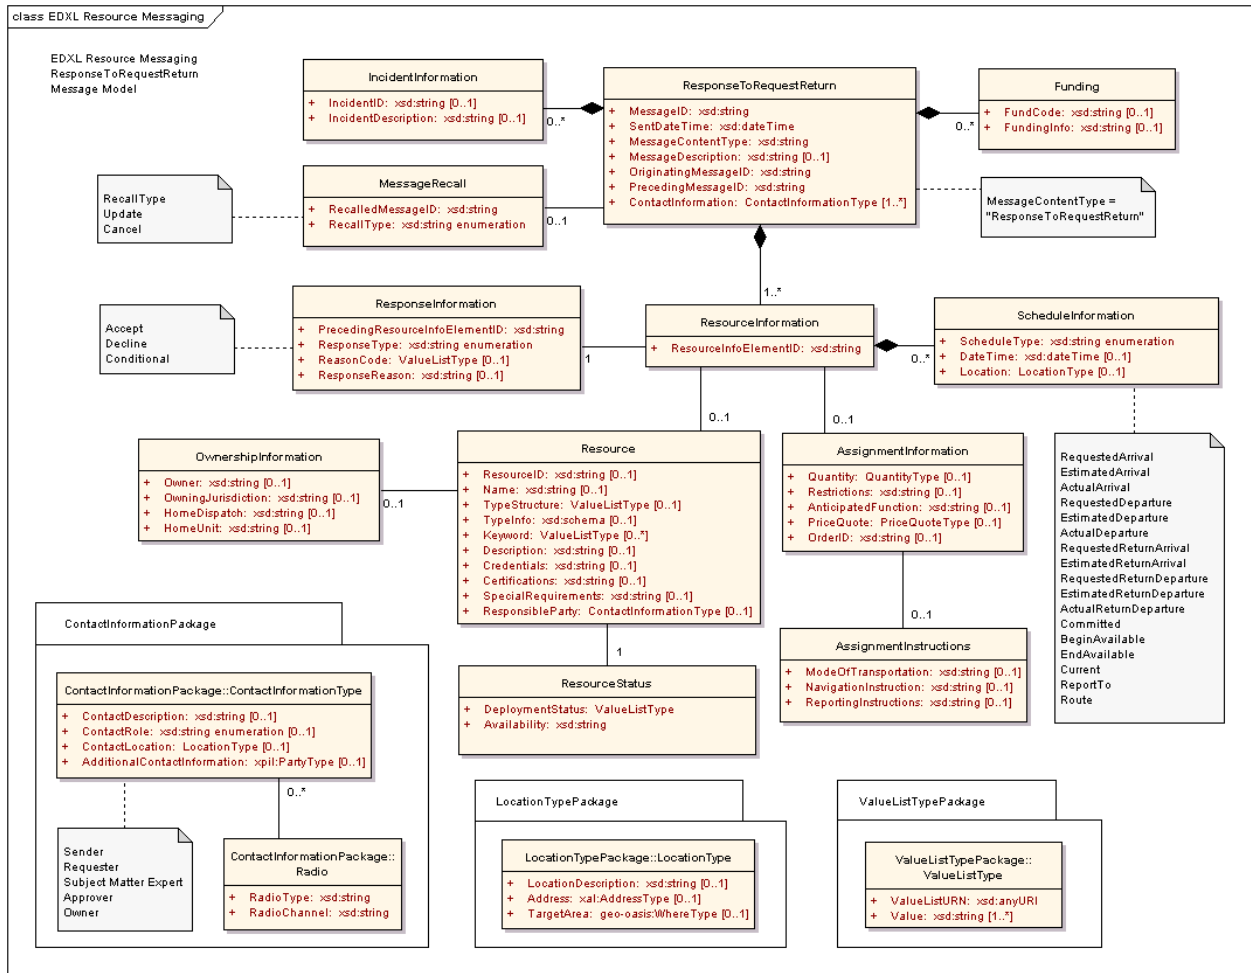 class EDXL Resource Messaging
EDXL Resource Messaging
ResponseToRequestReturn
Message Model
IncidentInformation
+ IncidentID: xsd:string [0..1]
+ IncidentDescription: xsd:string [0..1]
0..*
ResponseToRequestReturn
+ MessageID: xsd:string
+ SentDateTime: xsd:dateTime
+ MessageContentType: xsd:string
+ MessageDescription: xsd:string [0..1]
+ OriginatingMessageID: xsd:string
+ PrecedingMessageID: xsd:string
+ ContactInformation: ContactInformationType [1..*]
Funding
+ FundCode: xsd:string [0..1]
+ FundingInfo: xsd:string [0..1]
0..*
RecallType
Update
Cancel
MessageRecall
+ RecalledMessageID: xsd:string
+ RecallType: xsd:string enumeration
0..1
MessageContentType =
"ResponseToRequestReturn"
1..*
Accept
Decline
Conditional
ResponseInformation
+ PrecedingResourceInfoElementID: xsd:string
+ ResponseType: xsd:string enumeration
+ ReasonCode: ValueListType [0..1]
+ ResponseReason: xsd:string [0..1]
1
ResourceInformation
+ ResourceInfoElementID: xsd:string
0..*
ScheduleInformation
+ ScheduleType: xsd:string enumeration
+ DateTime: xsd:dateTime [0..1]
+ Location: LocationType [0..1]
0..1
0..1
OwnershipInformation
+ Owner: xsd:string [0..1]
+ OwningJurisdiction: xsd:string [0..1]
+ HomeDispatch: xsd:string [0..1]
+ HomeUnit: xsd:string [0..1]
0..1
Resource
+ ResourceID: xsd:string [0..1]
+ Name: xsd:string [0..1]
+ TypeStructure: ValueListType [0..1]
+ TypeInfo: xsd:schema [0..1]
+ Keyword: ValueListType [0..*]
+ Description: xsd:string [0..1]
+ Credentials: xsd:string [0..1]
+ Certifications: xsd:string [0..1]
+ SpecialRequirements: xsd:string [0..1]
+ ResponsibleParty: ContactInformationType [0..1]
AssignmentInformation
+ Quantity: QuantityType [0..1]
+ Restrictions: xsd:string [0..1]
+ AnticipatedFunction: xsd:string [0..1]
+ PriceQuote: PriceQuoteType [0..1]
+ OrderID: xsd:string [0..1]
RequestedArrival
EstimatedArrival
ActualArrival
RequestedDeparture
EstimatedDeparture
ActualDeparture
RequestedReturnArrival
EstimatedReturnArrival
RequestedReturnDeparture
EstimatedReturnDeparture
ActualReturnDeparture
Committed
BeginAvailable
EndAvailable
Current
ReportTo
Route
0..1
AssignmentInstructions
+ ModeOfTransportation: xsd:string [0..1]
+ NavigationInstruction: xsd:string [0..1]
+ ReportingInstructions: xsd:string [0..1]
1
ResourceStatus
+ DeploymentStatus: ValueListType
+ Availability: xsd:string
ContactInformationPackage
ContactInformationPackage::ContactInformationType
+ ContactDescription: xsd:string [0..1]
+ ContactRole: xsd:string enumeration [0..1]
+ ContactLocation: LocationType [0..1]
+ AdditionalContactInformation: xpil:PartyType [0..1]
0..*
Sender
Requester
Subject Matter Expert
Approver
Owner
ContactInformationPackage::
Radio
+ RadioType: xsd:string
+ RadioChannel: xsd:string
LocationTypePackage
LocationTypePackage::LocationType
+ LocationDescription: xsd:string [0..1]
+ Address: xal:AddressType [0..1]
+ TargetArea: geo-oasis:WhereType [0..1]
ValueListTypePackage
ValueListTypePackage::
ValueListType
+ ValueListURN: xsd:anyURI
+ Value: xsd:string [1..*]